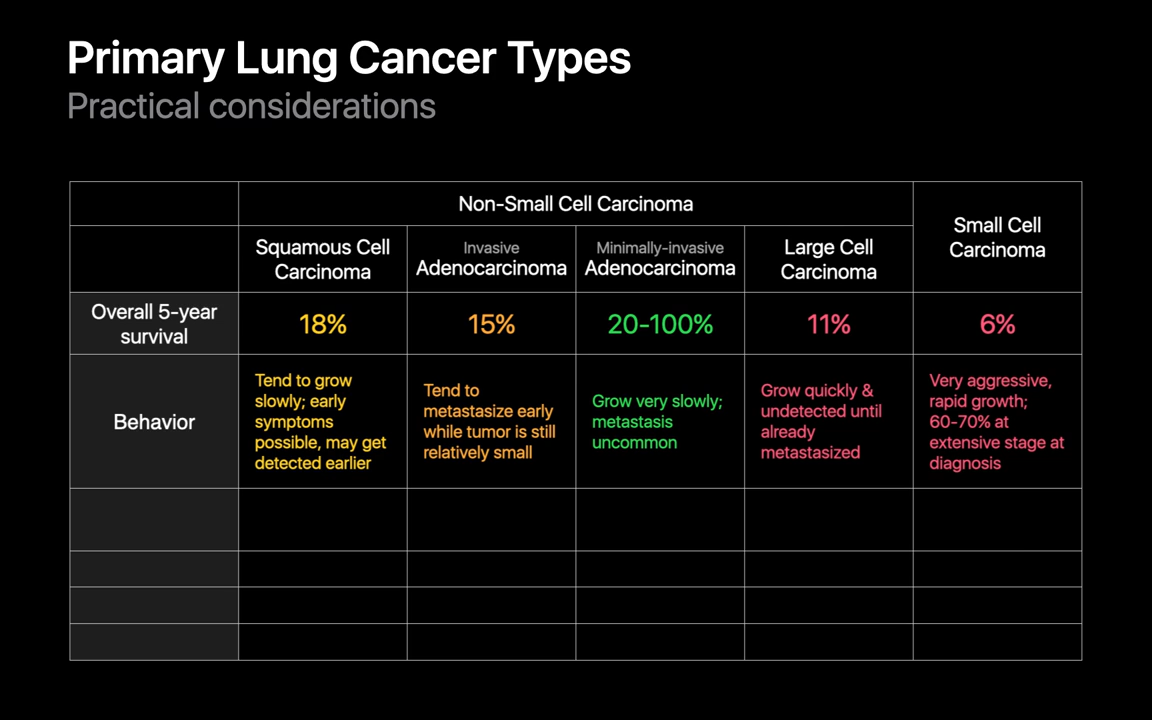 Primary Lung Cancer Types
Practical considerations
Non-Small Cell Carcinoma
Small Cell
Carcinoma
Squamous Cell
Carcinoma
Invasive
Adenocarcinoma
Minimally-invasive
Adenocarcinoma
Large Cell
Carcinoma
Overall 5-year
survival
18%
15%
20-100%
11%
6%
Behavior
Tend to grow
slowly; early
symptoms
possible, may get
detected earlier
Tend to
metastasize early
while tumor is still
relatively small
Grow very slowly;
metastasis
uncommon
Grow quickly &
undetected until
already
metastasized
Very aggressive,
rapid growth;
60-70% at
extensive stage at
diagnosis